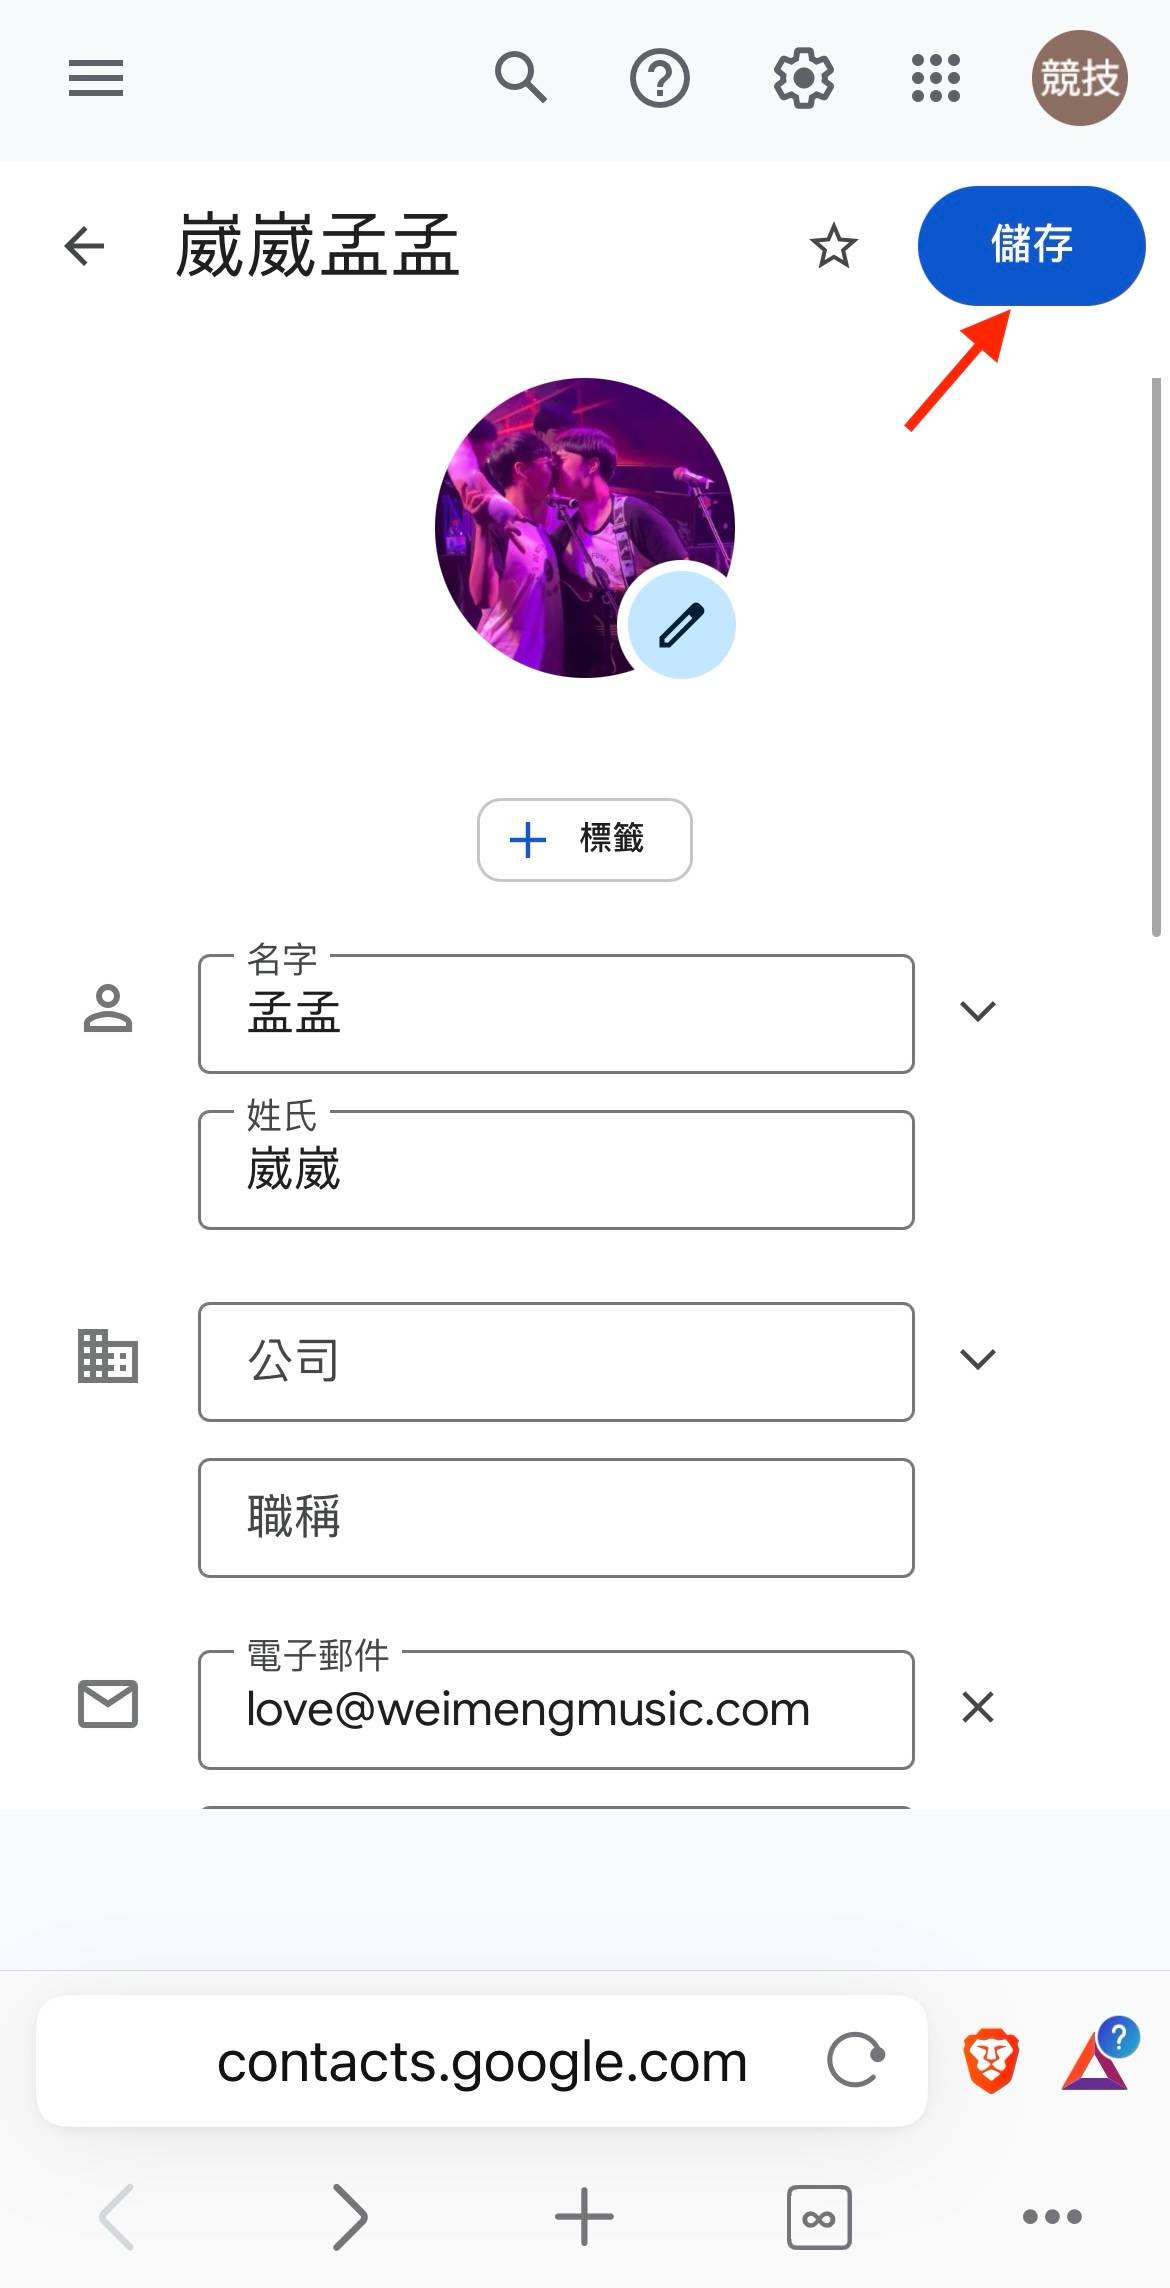 競技
崴崴孟孟
儲存
標籤
名字
孟孟
姓氏
崴崴
公司
職稱
電子郵件
love@weimengmusic.com
contacts.google.com